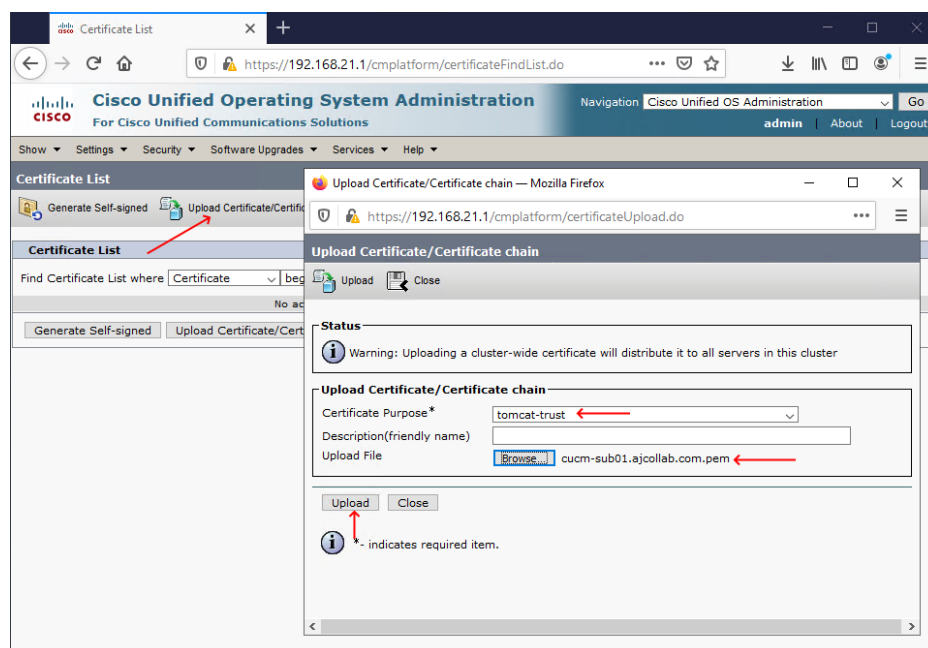 Certificate List
https://192.168.21.1/cmplatform/certificateFindList.do
cisco
Cisco Unified Operating System Administration
For Cisco Unified Communications Solutions
Navigation Cisco Unified OS Administration Go
admin | About | Logout
Show Settings Security Software Upgrades Services Help
Certificate List
Generate Self-signed Upload Certificate/Certific
Certificate List
Find Certificate List where Certificate beg
No ac
Generate Self-signed Upload Certificate/Cert
Upload Certificate/Certificate chain — Mozilla Firefox
https://192.168.21.1/cmplatform/certificateUpload.do
Upload Certificate/Certificate chain
Upload Close
Status
Warning: Uploading a cluster-wide certificate will distribute it to all servers in this cluster
Upload Certificate/Certificate chain
Certificate Purpose* tomcat-trust
Description(friendly name)
Upload File Browse... cucm-sub01.ajcollab.com.pem
Upload Close
*- indicates required item.